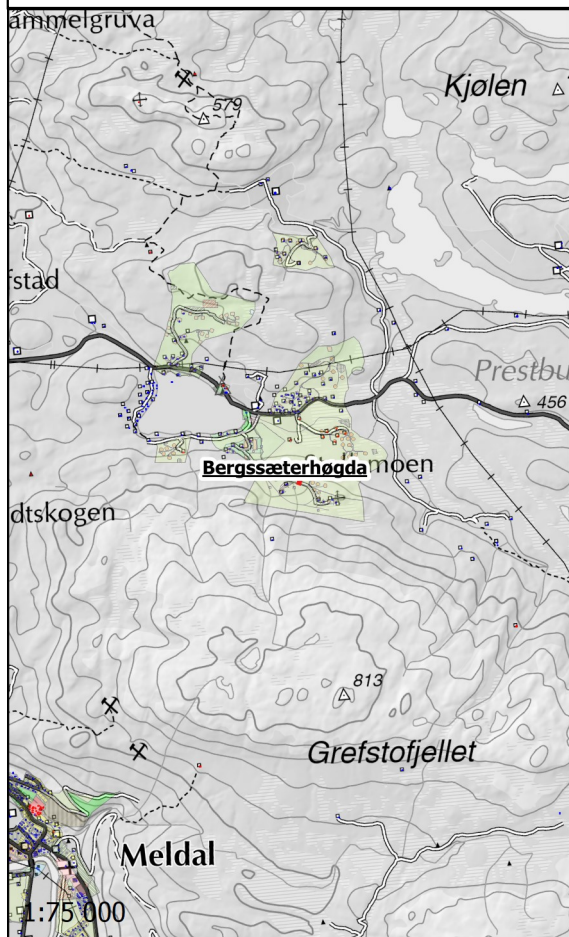 ammelgruva
Kjølen
579
fstad
Prestbu
456
Bergssæterhøgda
moen
dtskogen
813
Grefstofjellet
Meldal
1:75 000